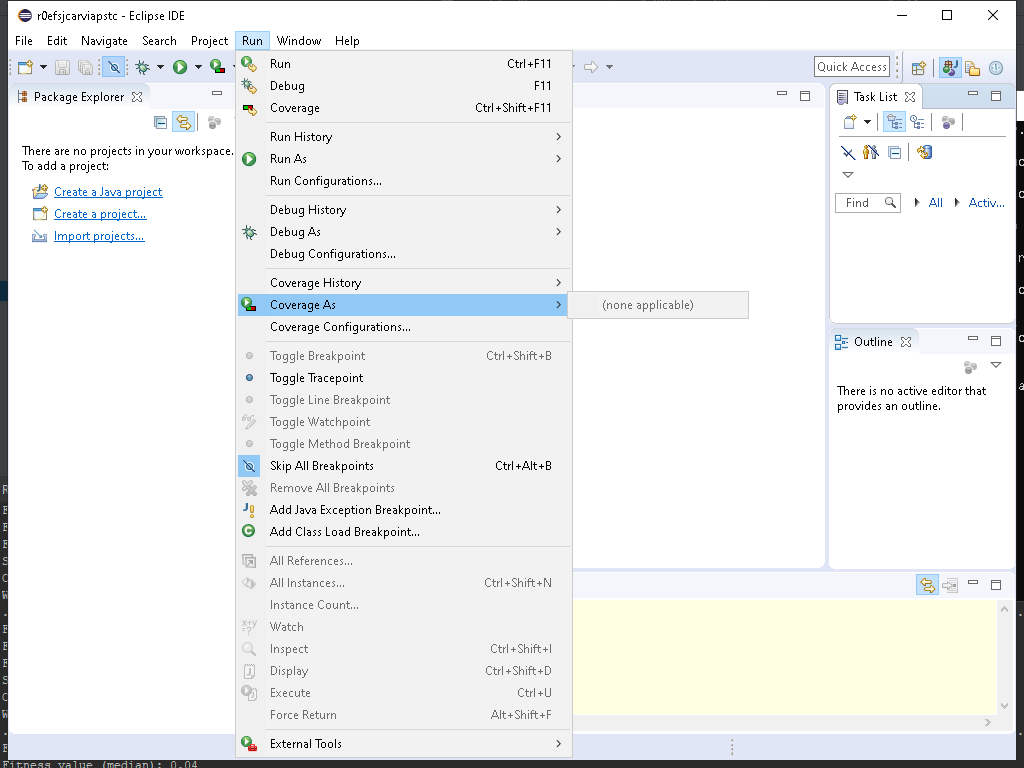 r0efsjcarviapstc - Eclipse IDE
File Edit Navigate Search Project Run Window Help
Quick Access
Package Explorer
There are no projects in your workspace.
To add a project:
Create a Java project
Create a project...
Import projects...
Run Ctrl+F11
Debug F11
Coverage Ctrl+Shift+F11
Run History
Run As
Run Configurations...
Debug History
Debug As
Debug Configurations...
Coverage History
Coverage As
(none applicable)
Coverage Configurations...
Toggle Breakpoint Ctrl+Shift+B
Toggle Tracepoint
Toggle Line Breakpoint
Toggle Watchpoint
Toggle Method Breakpoint
Skip All Breakpoints Ctrl+Alt+B
Remove All Breakpoints
Add Java Exception Breakpoint...
Add Class Load Breakpoint...
All References...
All Instances... Ctrl+Shift+N
Instance Count...
Watch
Inspect Ctrl+Shift+I
Display Ctrl+Shift+D
Execute Ctrl+U
Force Return Alt+Shift+F
External Tools
Task List
Find All Activ...
Outline
There is no active editor that
provides an outline.
Fitness value (median): 0.04